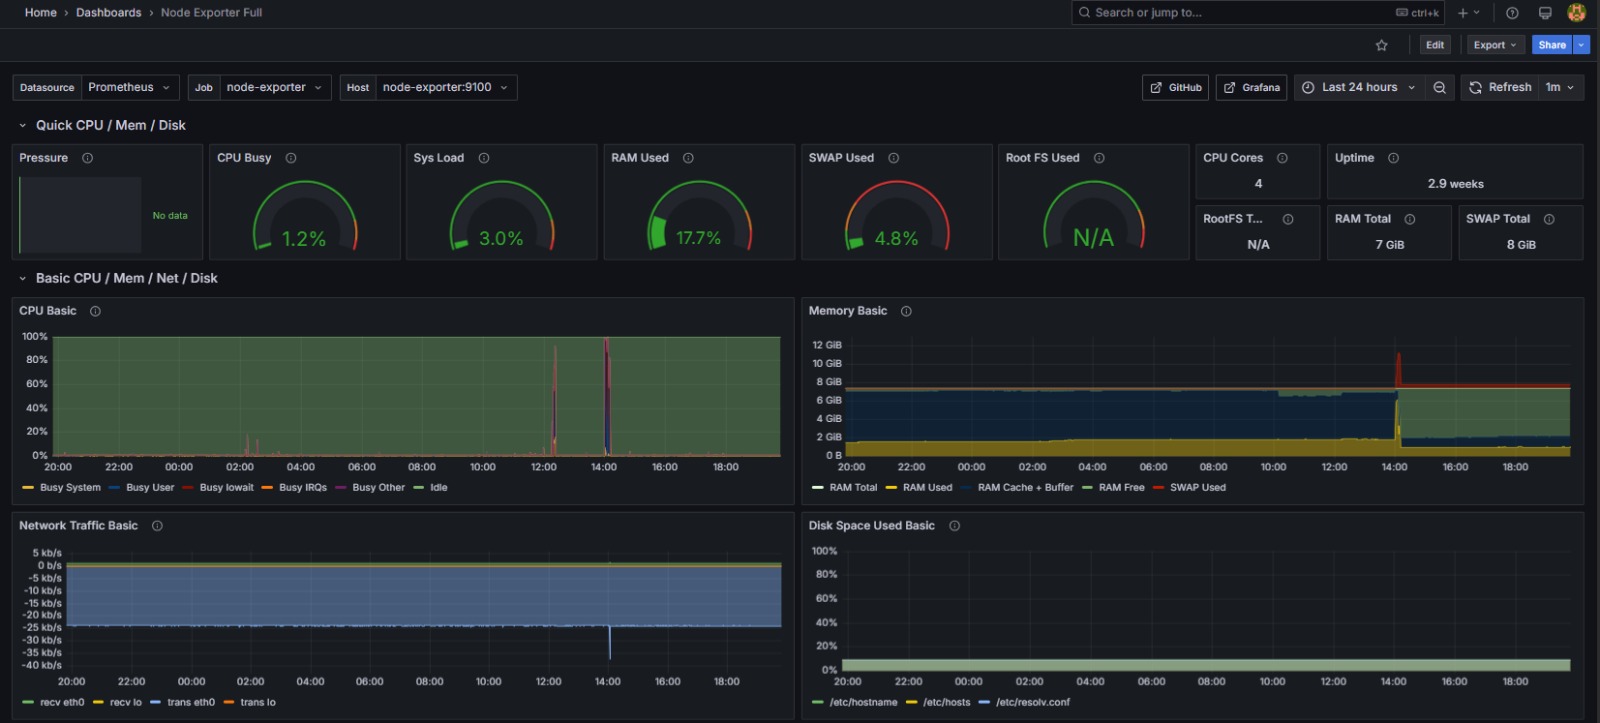 Home › Dashboards › Node Exporter Full
Search or jump to... ctrl+k
Edit Export Share
Datasource Prometheus Job node-exporter Host node-exporter:9100 GitHub Grafana Last 24 hours Refresh 1m
Quick CPU / Mem / Disk
Pressure CPU Busy Sys Load RAM Used SWAP Used Root FS Used CPU Cores Uptime
4 2.9 weeks
No data
RootFS T... RAM Total SWAP Total
1.2% 3.0% 17.7% 4.8% N/A N/A 7 GiB 8 GiB
Basic CPU / Mem / Net / Disk
CPU Basic
100%
80%
60%
40%
20%
0%
20:00 22:00 00:00 02:00 04:00 06:00 08:00 10:00 12:00 14:00 16:00 18:00
Busy System Busy User Busy Iowait Busy IRQs Busy Other Idle
Memory Basic
12 GiB
10 GiB
8 GiB
6 GiB
4 GiB
2 GiB
0 B
20:00 22:00 00:00 02:00 04:00 06:00 08:00 10:00 12:00 14:00 16:00 18:00
RAM Total RAM Used RAM Cache + Buffer RAM Free SWAP Used
Network Traffic Basic
5 kb/s
0 b/s
-5 kb/s
-10 kb/s
-15 kb/s
-20 kb/s
-25 kb/s
-30 kb/s
-35 kb/s
-40 kb/s
20:00 22:00 00:00 02:00 04:00 06:00 08:00 10:00 12:00 14:00 16:00 18:00
recv eth0 recv lo trans eth0 trans lo
Disk Space Used Basic
100%
80%
60%
40%
20%
0%
20:00 22:00 00:00 02:00 04:00 06:00 08:00 10:00 12:00 14:00 16:00 18:00
/etc/hostname /etc/hosts /etc/resolv.conf